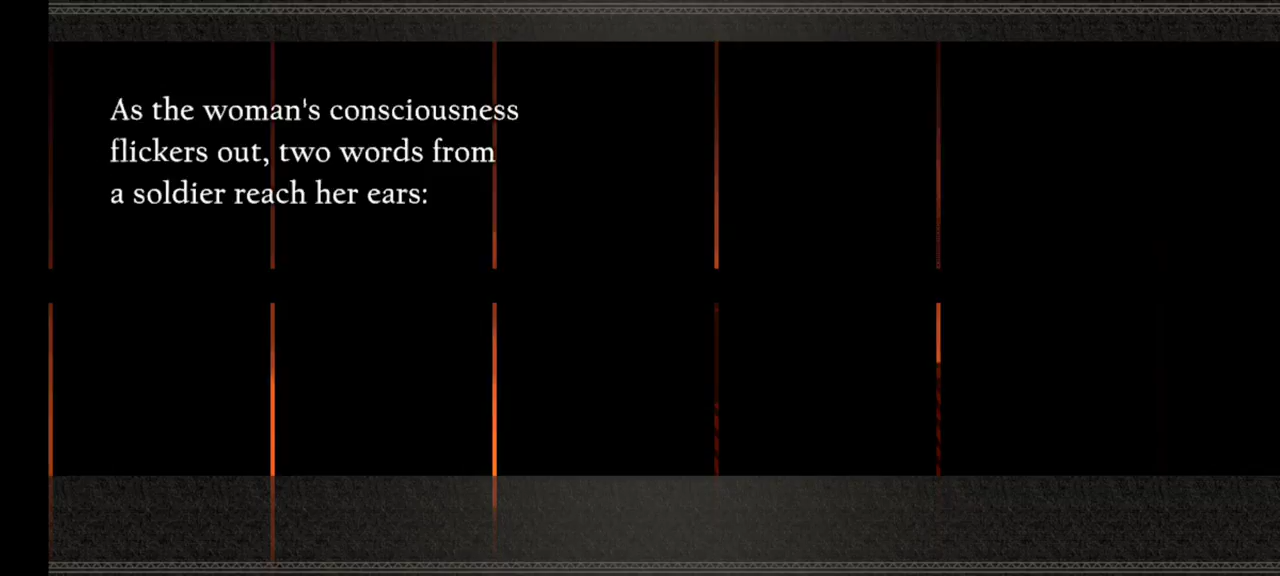 As the woman's consciousness
flickers out, two words from
a soldier reach her ears: